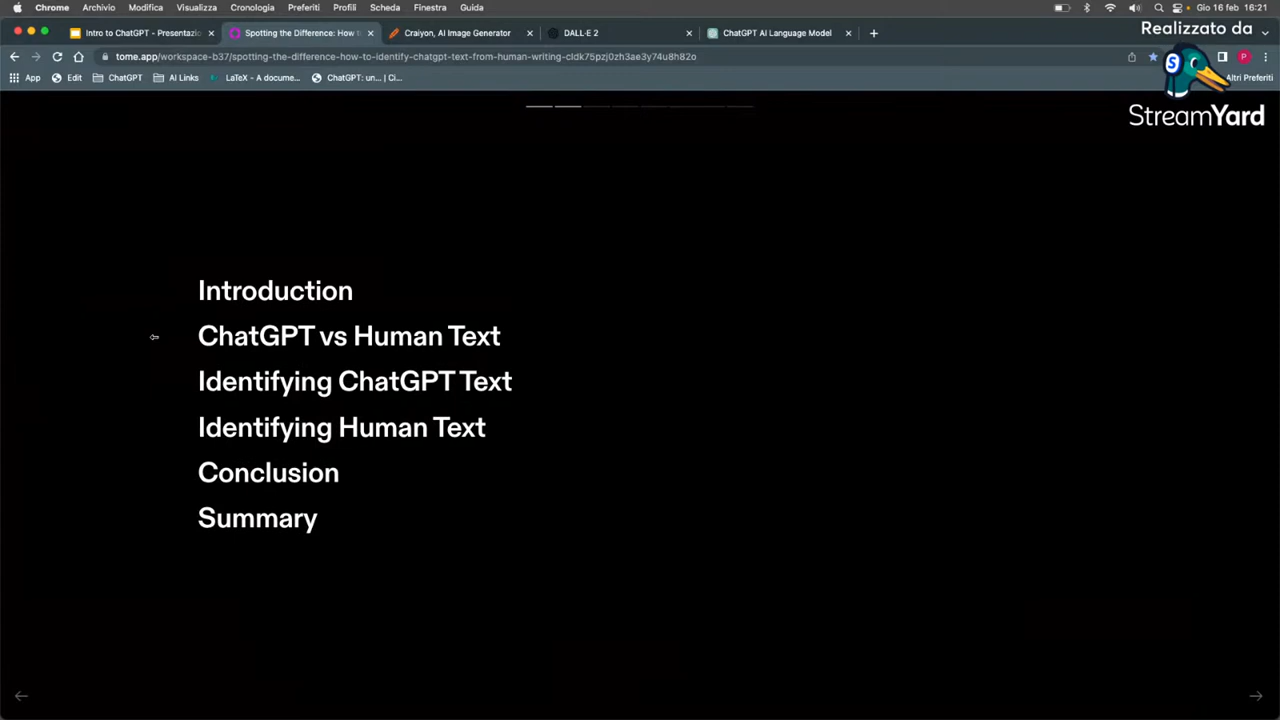 Chrome Archivio Modifica Visualizza Cronologia Preferiti Profili Scheda Finestra Guida Gio 16 feb 16:21
Intro to ChatGPT - Presentazio Spotting the Difference: How t Craiyon, AI Image Generator DALL·E 2 ChatGPT AI Language Model
Realizzato da
tome.app/workspace-b37/spotting-the-difference-how-to-identify-chatgpt-text-from-human-writing-cldk75pzj0zh3ae3y74u8h82o
App Edit ChatGPT AI Links LaTeX - A docume... ChatGPT: un... | Ci... Altri Preferiti
StreamYard
Introduction
ChatGPT vs Human Text
Identifying ChatGPT Text
Identifying Human Text
Conclusion
Summary